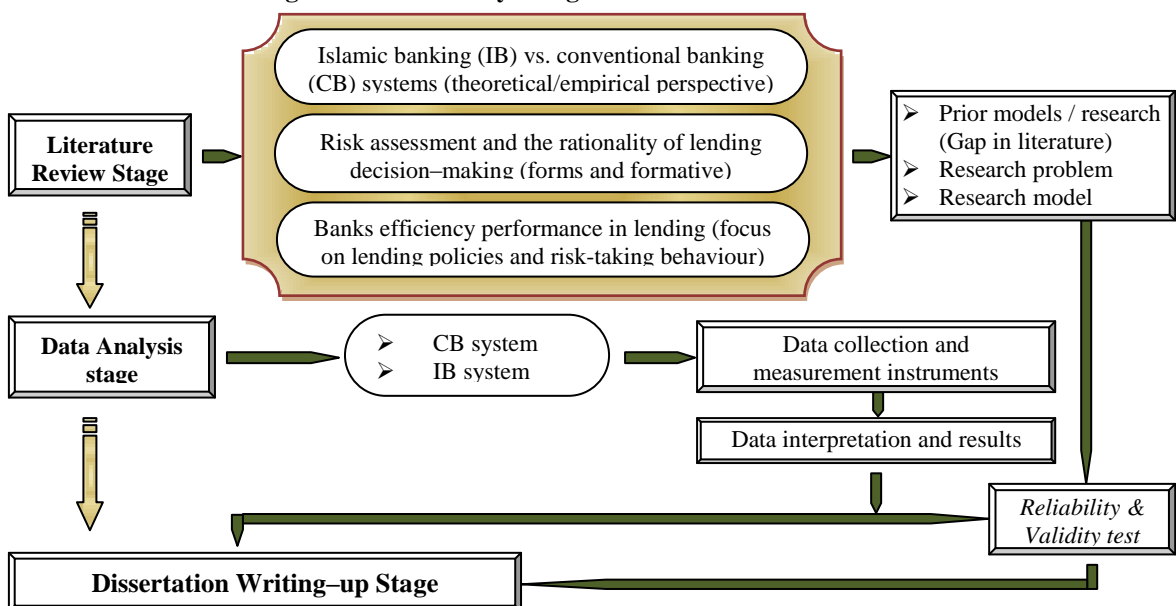 Islamic banking (IB) vs. conventional banking
(CB) systems (theoretical/empirical perspective)
Literature
Review Stage
Risk assessment and the rationality of lending
decision–making (forms and formative)
Banks efficiency performance in lending (focus
on lending policies and risk-taking behaviour)
➢ Prior models / research
(Gap in literature)
➢ Research problem
➢ Research model
Data Analysis
stage
➢ CB system
➢ IB system
Data collection and
measurement instruments
Data interpretation and results
Reliability &
Validity test
Dissertation Writing–up Stage